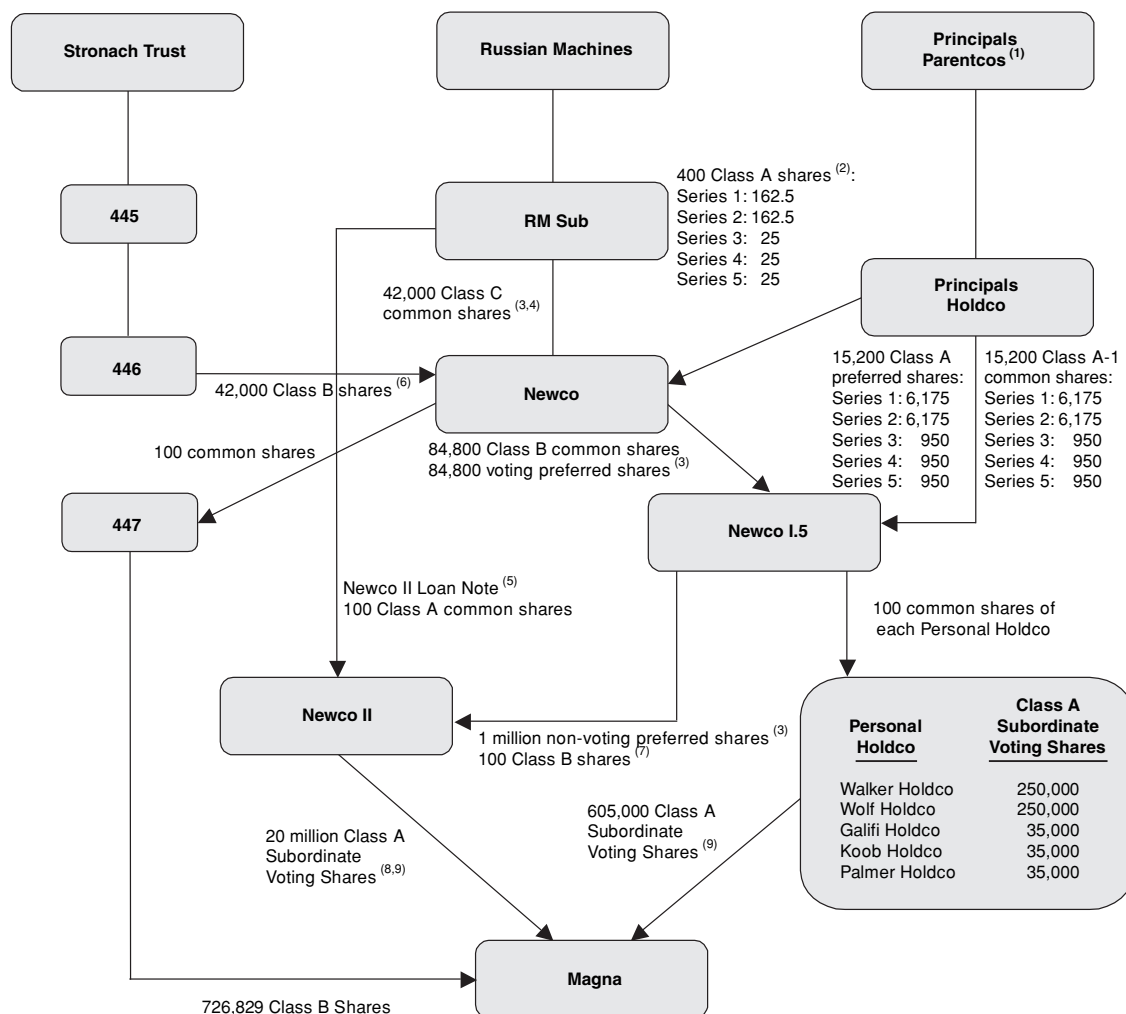 Stronach Trust
Russian Machines
Principals
Parentcos (1)
445
RM Sub
400 Class A shares (2):
Series 1: 162.5
Series 2: 162.5
Series 3: 25
Series 4: 25
Series 5: 25
Principals
Holdco
42,000 Class C
common shares (3,4)
446
42,000 Class B shares (6)
Newco
15,200 Class A
preferred shares:
Series 1: 6,175
Series 2: 6,175
Series 3: 950
Series 4: 950
Series 5: 950
15,200 Class A-1
common shares:
Series 1: 6,175
Series 2: 6,175
Series 3: 950
Series 4: 950
Series 5: 950
100 common shares
84,800 Class B common shares
84,800 voting preferred shares (3)
447
Newco I.5
Newco II Loan Note (5)
100 Class A common shares
100 common shares of
each Personal Holdco
Newco II
1 million non-voting preferred shares (3)
100 Class B shares (7)
Personal
Holdco
Class A
Subordinate
Voting Shares
Walker Holdco 250,000
Wolf Holdco 250,000
Galifi Holdco 35,000
Koob Holdco 35,000
Palmer Holdco 35,000
20 million Class A
Subordinate
Voting Shares (8,9)
605,000 Class A
Subordinate
Voting Shares (9)
Magna
726,829 Class B Shares